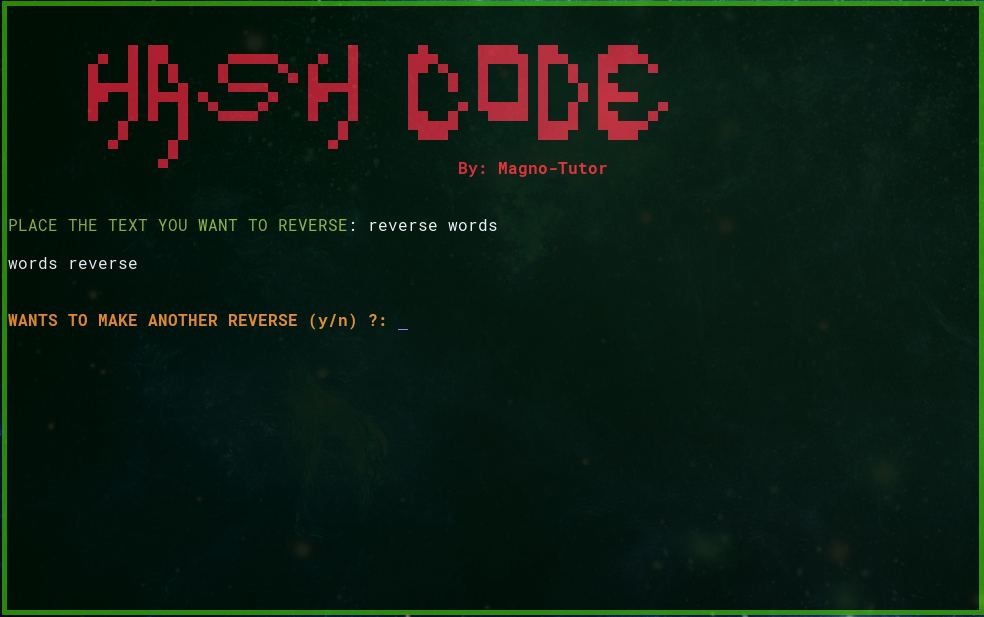 HASH CODE
By: Magno-Tutor
PLACE THE TEXT YOU WANT TO REVERSE: reverse words
words reverse
WANTS TO MAKE ANOTHER REVERSE (y/n) ?: _